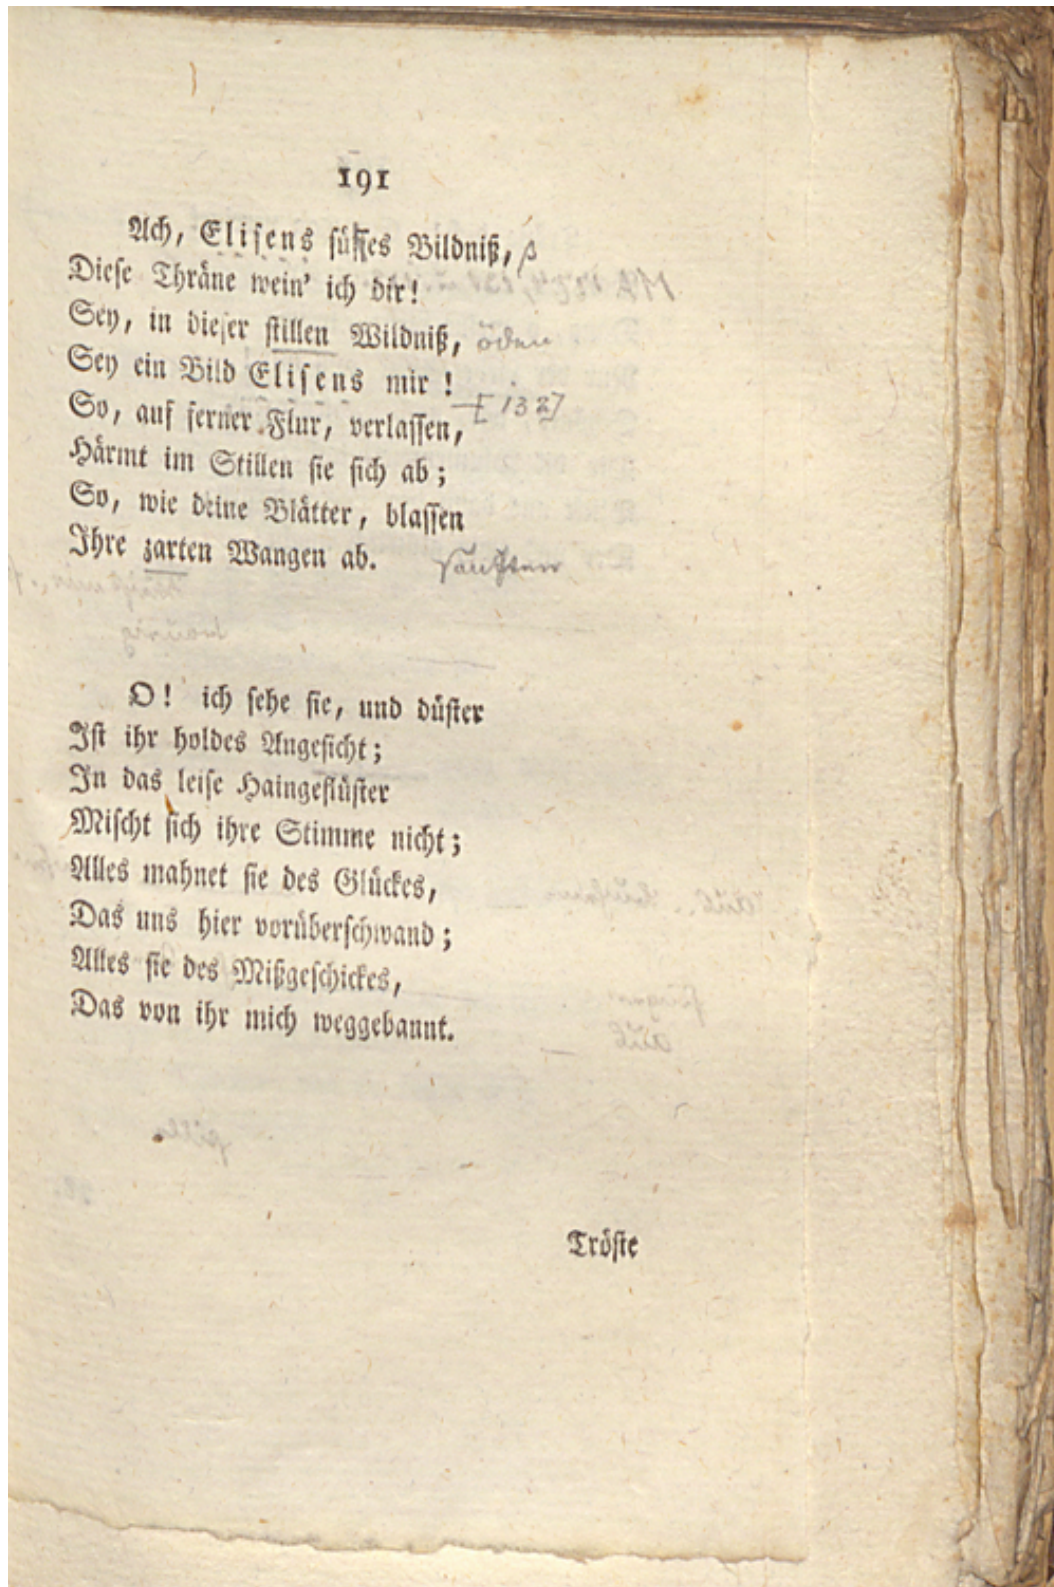 191
Ach, Elisens süsses Bildniß, ß
Diese Thräne wein' ich dir!
Sey, in dieser stillen Wildniß, öden
Sey ein Bild Elisens mir!
[132]
So, auf ferner Flur, verlassen,
Härmt im Stillen sie sich ab;
So, wie deine Blätter, blassen
Ihre zarten Wangen ab. sanften
O! ich sehe sie, und düster
Ist ihr holdes Angesicht;
In das leise Haingeflüster
Mischt sich ihre Stimme nicht;
Alles mahnet sie des Glückes,
Das uns hier vorüberschwand;
Alles sie des Mißgeschickes,
Das von ihr mich weggebannt.
Tröste